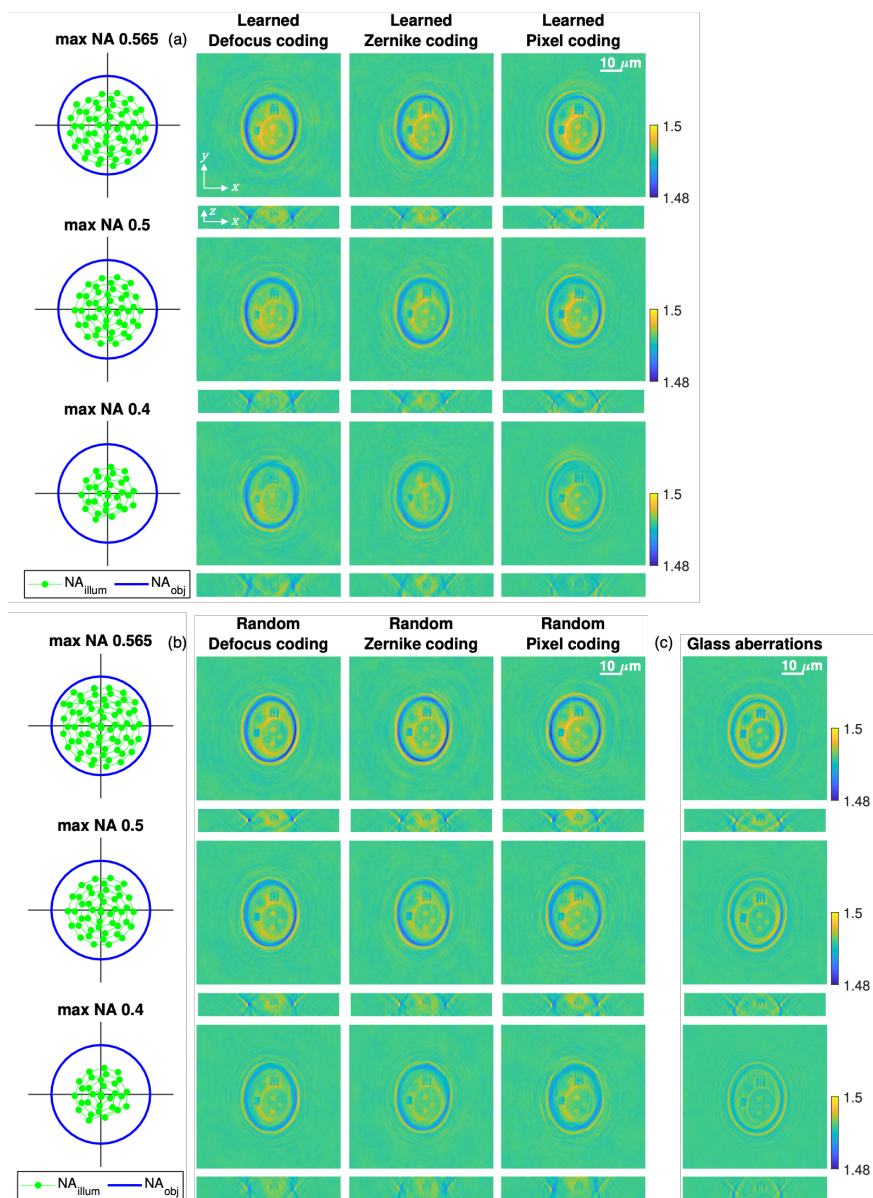 Learned Learned Learned
max NA 0.565 (a) Defocus coding Zernike coding Pixel coding
10 μm
1.5
y
x
1.48
z
x
max NA 0.5
1.5
1.48
max NA 0.4
1.5
1.48
NAillum NAobj
Random Random Random
max NA 0.565 (b) Defocus coding Zernike coding Pixel coding (c) Glass aberrations
10 μm 10 μm
1.5
1.48
max NA 0.5
1.5
1.48
max NA 0.4
1.5
1.48
NAillum NAobj